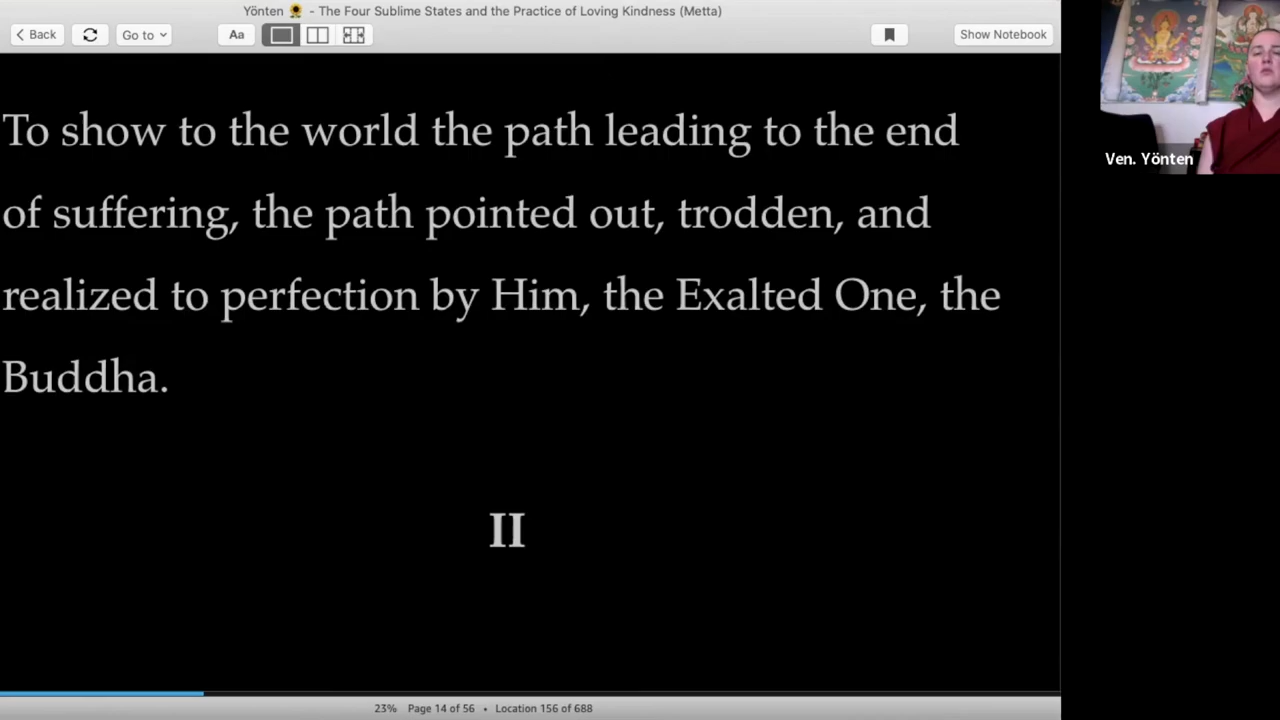 Yönten 🌻 - The Four Sublime States and the Practice of Loving Kindness (Metta)
Back
Go to
Aa
Show Notebook
To show to the world the path leading to the end
of suffering, the path pointed out, trodden, and
realized to perfection by Him, the Exalted One, the
Buddha.
II
Ven. Yönten
23% Page 14 of 56 • Location 156 of 688